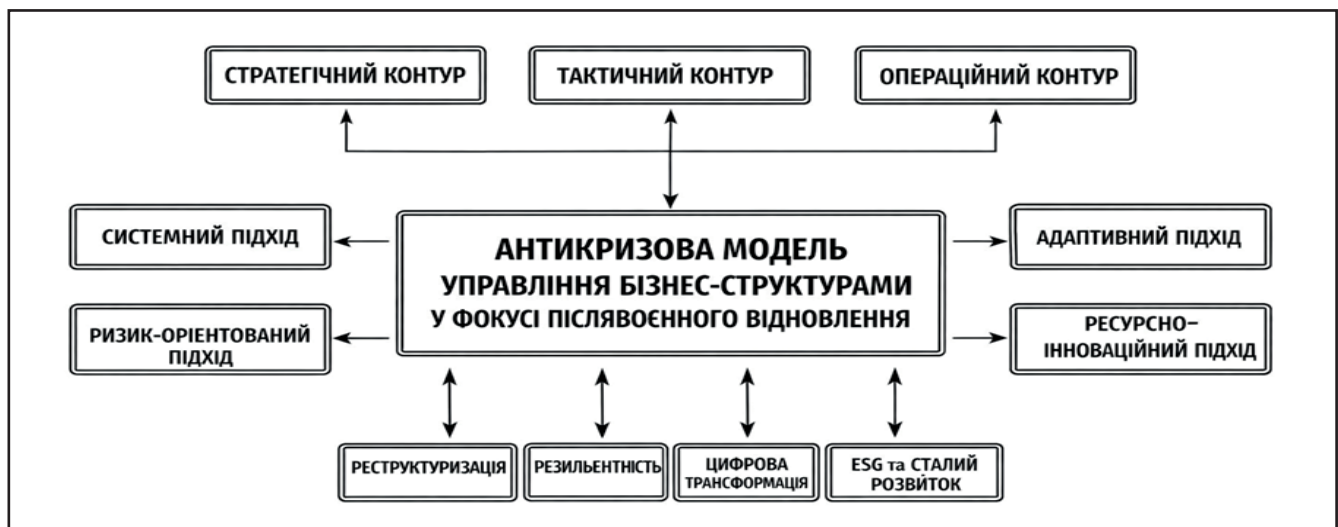 СТРАТЕГІЧНИЙ КОНТУР
ТАКТИЧНИЙ КОНТУР
ОПЕРАЦІЙНИЙ КОНТУР
СИСТЕМНИЙ ПІДХІД
РИЗИК-ОРІЄНТОВАНИЙ
ПІДХІД
АНТИКРИЗОВА МОДЕЛЬ
УПРАВЛІННЯ БІЗНЕС-СТРУКТУРАМИ
У ФОКУСІ ПІСЛЯВОЄННОГО ВІДНОВЛЕННЯ
АДАПТИВНИЙ ПІДХІД
РЕСУРСНО–
ІННОВАЦІЙНИЙ ПІДХІД
РЕСТРУКТУРИЗАЦІЯ
РЕЗИЛЬЕНТНІСТЬ
ЦИФРОВА
ТРАНСФОРМАЦІЯ
ESG та СТАЛИЙ
РОЗВИТОК